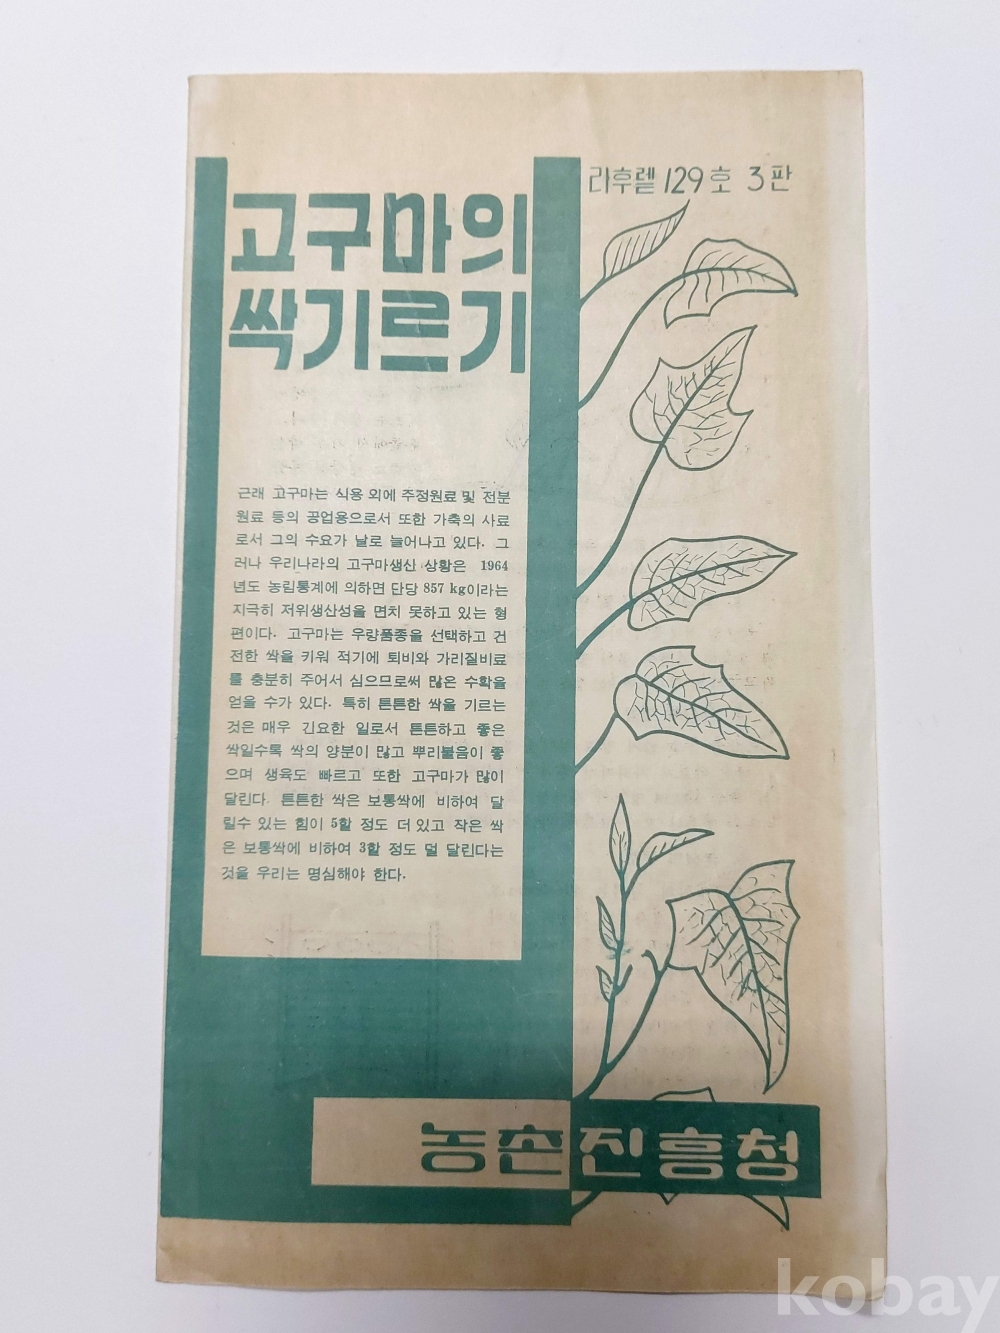 리후렡 129호 3판
고구마의
싹기르기
근래 고구마는 식용 외에 주정원료 및 전분
원료 등의 공업용으로서 또한 가축의 사료
로서 그의 수요가 날로 늘어나고 있다. 그
러나 우리나라의 고구마생산 상황은 1964
년도 농림통계에 의하면 단당 857 kg이라는
지극히 저위생산성을 면치 못하고 있는 형
편이다. 고구마는 우량품종을 선택하고 건
전한 싹을 키워 적기에 퇴비와 가리질비료
를 충분히 주어서 심으므로써 많은 수확을
얻을 수가 있다. 특히 튼튼한 싹을 기르는
것은 매우 긴요한 일로서 튼튼하고 좋은
싹일수록 싹의 양분이 많고 뿌리붙음이 좋
으며 생육도 빠르고 또한 고구마가 많이
달린다. 튼튼한 싹은 보통싹에 비하여 달
릴수 있는 힘이 5할 정도 더 있고 작은 싹
은 보통싹에 비하여 3할 정도 덜 달린다는
것을 우리는 명심해야 한다.
농촌진흥청
kobay